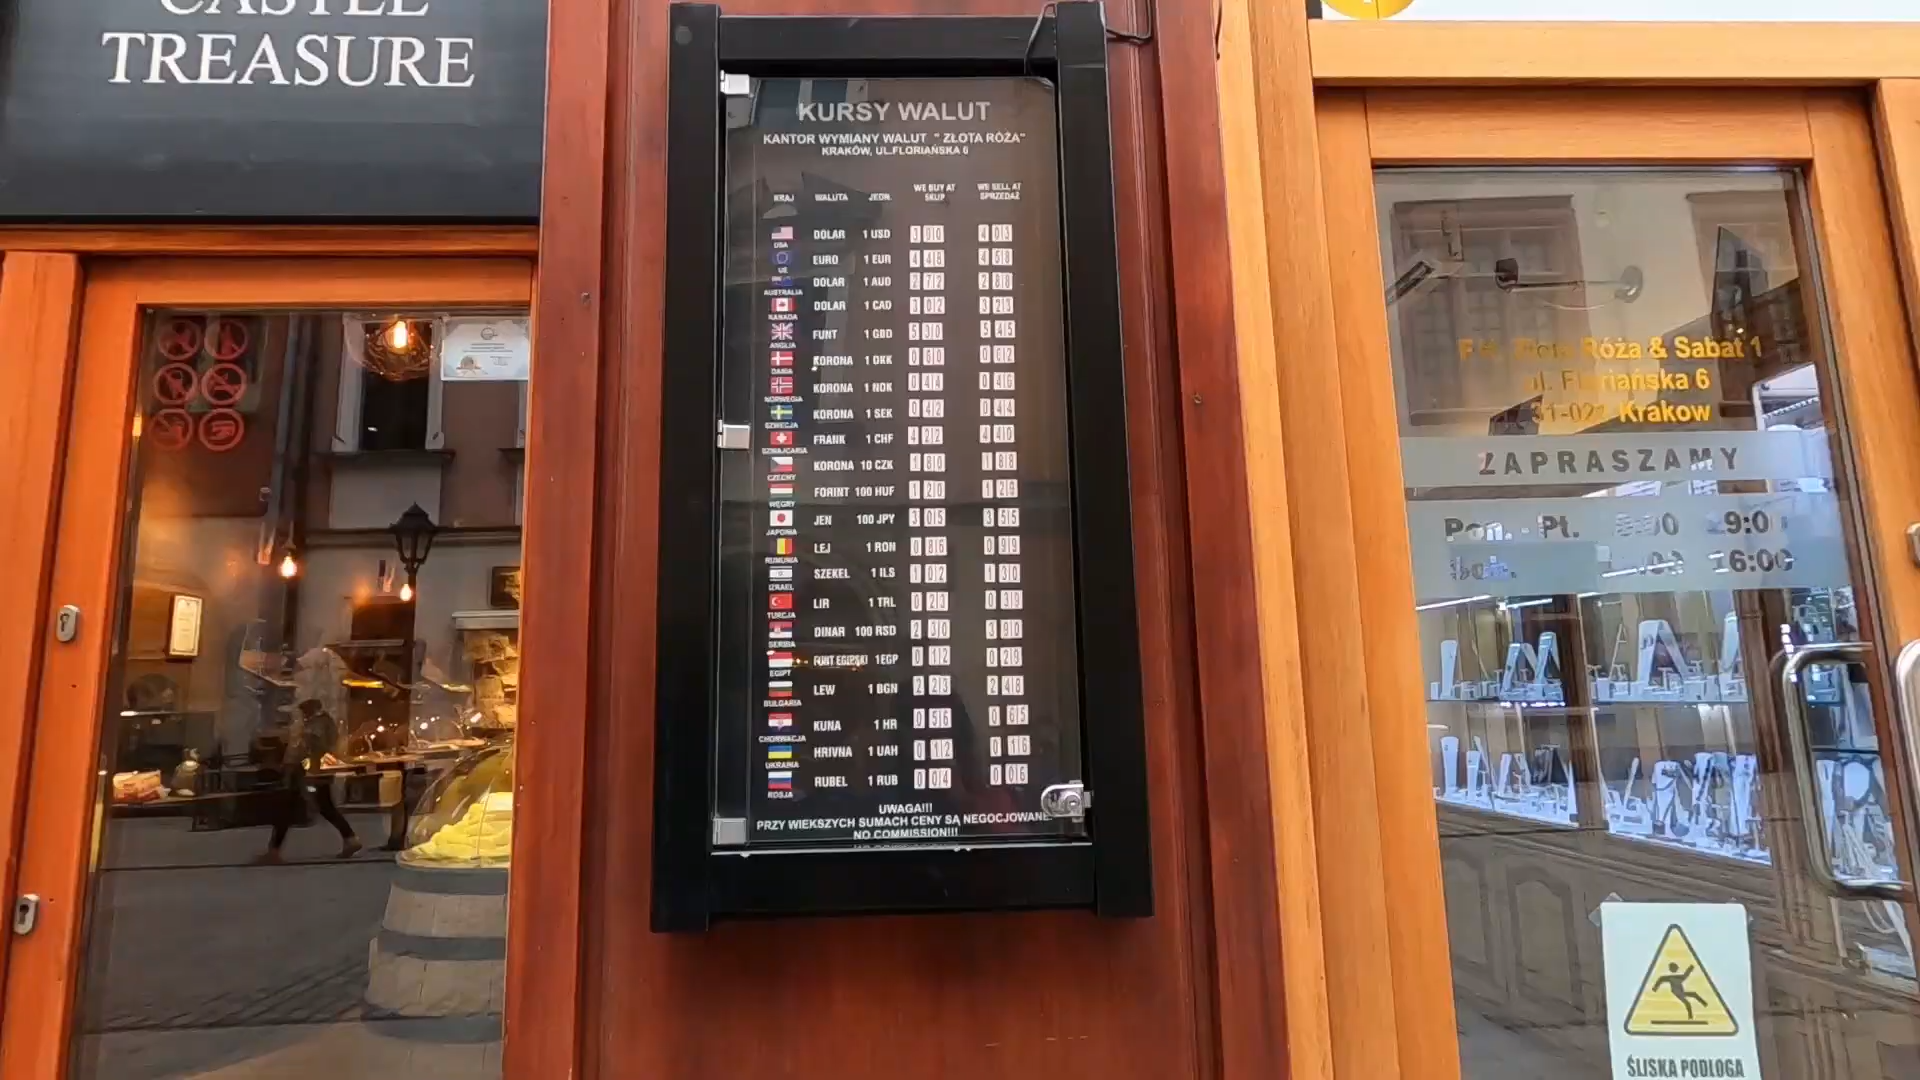 CASTLE
TREASURE
KURSY WALUT
KANTOR WYMIANY WALUT " ZŁOTA RÓŻA"
KRAKÓW, UL.FLORIAŃSKA 6
KRAJ WALUTA JEDN. WE BUY AT SKUP WE SELL AT SPRZEDAŻ
USA DOLAR 1 USD 3 90 4 03
UE EURO 1 EUR 4 48 4 58
AUSTRALIA DOLAR 1 AUD 2 72 2 88
KANADA DOLAR 1 CAD 3 02 3 23
ANGLIA FUNT 1 GBD 5 30 5 45
DANIA KORONA 1 DKK 0 60 0 62
NORWEGIA KORONA 1 NOK 0 44 0 46
SZWECJA KORONA 1 SEK 0 42 0 44
SZWAJCARIA FRANK 1 CHF 4 22 4 40
CZECHY KORONA 10 CZK 1 80 1 88
WĘGRY FORINT 100 HUF 1 20 1 29
JAPONIA JEN 100 JPY 3 05 3 55
RUMUNIA LEJ 1 RON 0 86 0 99
IZRAEL SZEKEL 1 ILS 1 02 1 30
TURCJA LIR 1 TRL 0 23 0 39
SERBIA DINAR 100 RSD 2 30 3 90
EGIPT FUNT EGIPSKI 1EGP 0 12 0 29
BULGARIA LEW 1 BGN 2 23 2 48
CHORWACJA KUNA 1 HR 0 56 0 65
UKRAINA HRIVNA 1 UAH 0 12 0 16
ROSJA RUBEL 1 RUB 0 04 0 06
UWAGA!!!
PRZY WIEKSZYCH SUMACH CENY SĄ NEGOCJOWANE.
NO COMMISSION!!!
Róża & Sabat 1
ul. Floriańska 6
Krakow
ZAPRASZAMY
Pon. - Pt.
16:00
ŚLISKA PODŁOGA